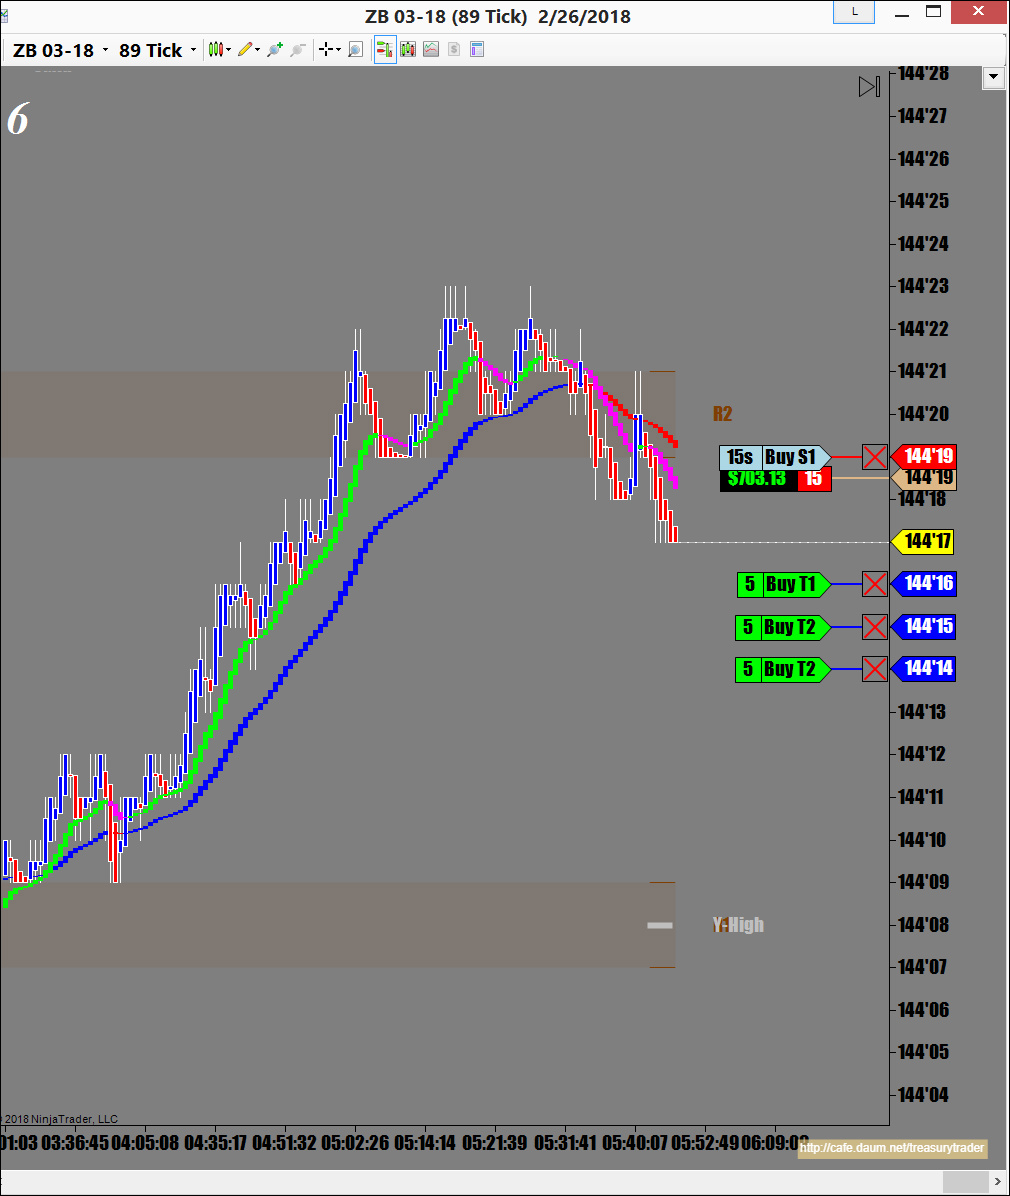 ZB 03-18 (89 Tick) 2/26/2018
L
ZB 03-18 89 Tick
6
144'28
144'27
144'26
144'25
144'24
144'23
144'22
144'21
144'20
R2
15s Buy S1 144'19
$703.13 15 144'19
144'18
144'17
5 Buy T1 144'16
5 Buy T2 144'15
5 Buy T2 144'14
144'13
144'12
144'11
144'10
144'09
Y-High 144'08
144'07
144'06
144'05
144'04
2018 NinjaTrader, LLC
01:03 03:36:45 04:05:08 04:35:17 04:51:32 05:02:26 05:14:14 05:21:39 05:31:41 05:40:07 05:52:49
http://cafe.daum.net/treasurytrader